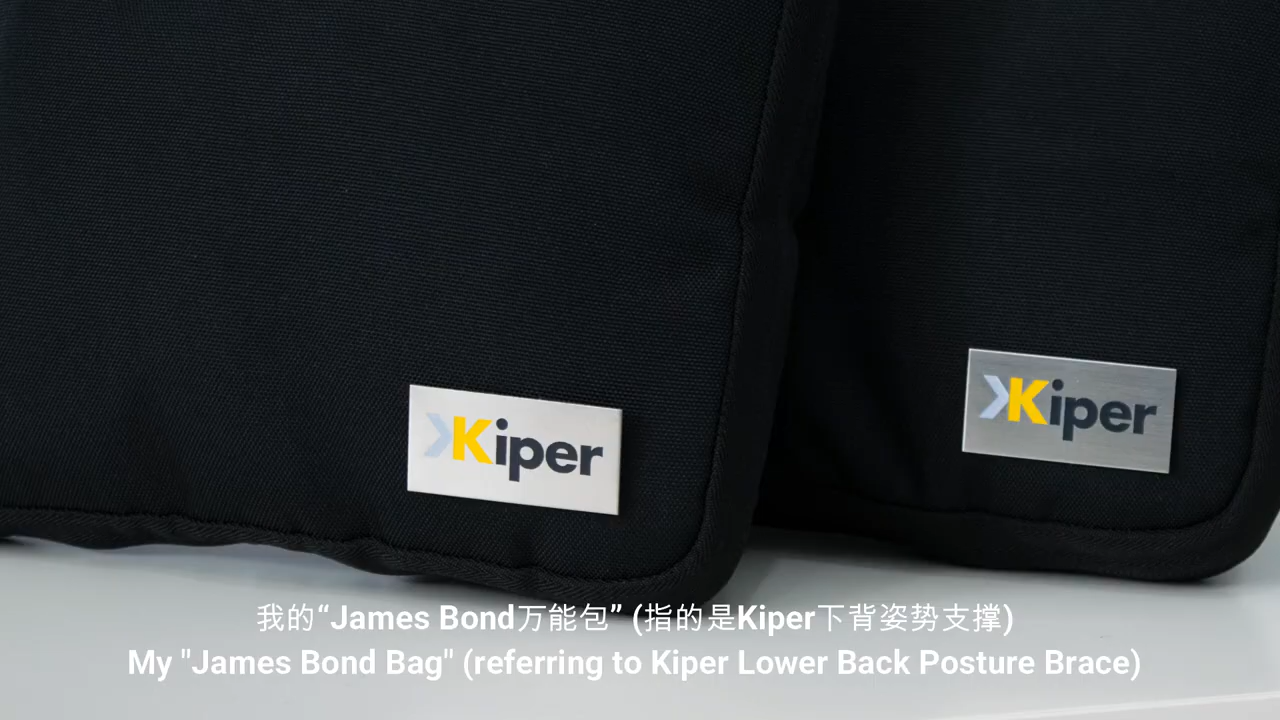 Kiper
Kiper
我的“James Bond万能包” (指的是Kiper下背姿势支撑)
My "James Bond Bag" (referring to Kiper Lower Back Posture Brace)